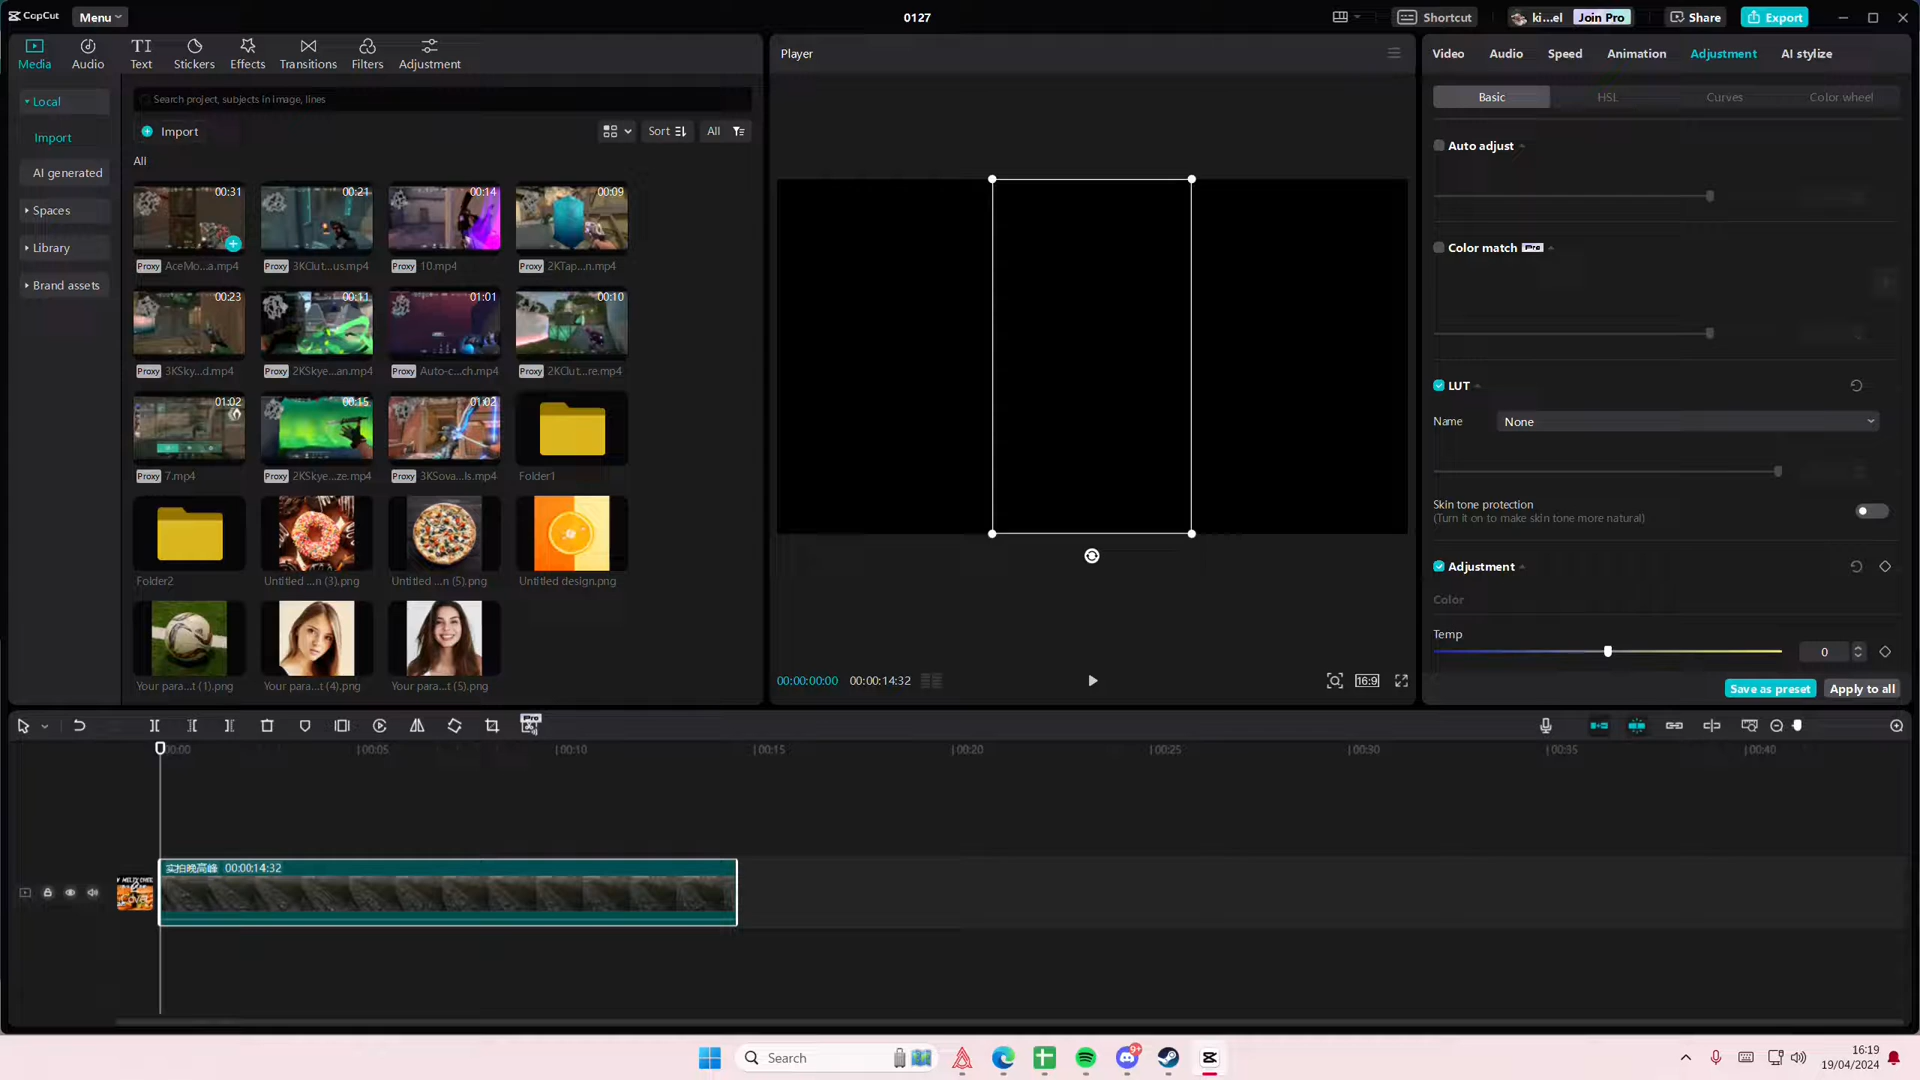 CapCut
Menu
0127
Shortcut
ki...el
Join Pro
Share
Export
Media
Audio
Text
Stickers
Effects
Transitions
Filters
Adjustment
Local
Import
AI generated
Spaces
Library
Brand assets
Search project, subjects in image, lines
Import
Sort
All
All
00:31
00:21
00:14
00:09
Proxy AceMo...a.mp4
Proxy 3KClut...us.mp4
Proxy 10.mp4
Proxy 2KTap...n.mp4
00:23
00:11
01:01
00:10
Proxy 3KSky...d.mp4
Proxy 2KSkye...an.mp4
Proxy Auto-c...ch.mp4
Proxy 2KClut...re.mp4
01:02
00:15
01:02
Proxy 7.mp4
Proxy 2KSkye...ze.mp4
Proxy 3KSova...ls.mp4
Folder1
Folder2
Untitled ...n (3).png
Untitled ...n (5).png
Untitled design.png
Your para...t (1).png
Your para...t (4).png
Your para...t (5).png
Player
00:00:00:00
00:00:14:32
16:9
Video
Audio
Speed
Animation
Adjustment
AI stylize
Basic
HSL
Curves
Color wheel
Auto adjust
Color match Pro
LUT
Name
None
Skin tone protection
(Turn it on to make skin tone more natural)
Adjustment
Color
Temp
0
Save as preset
Apply to all
Pro
00:00
00:05
00:10
00:15
00:20
00:25
00:30
00:35
00:40
实拍晚高峰 00:00:14:32
Search
9+
16:19
19/04/2024